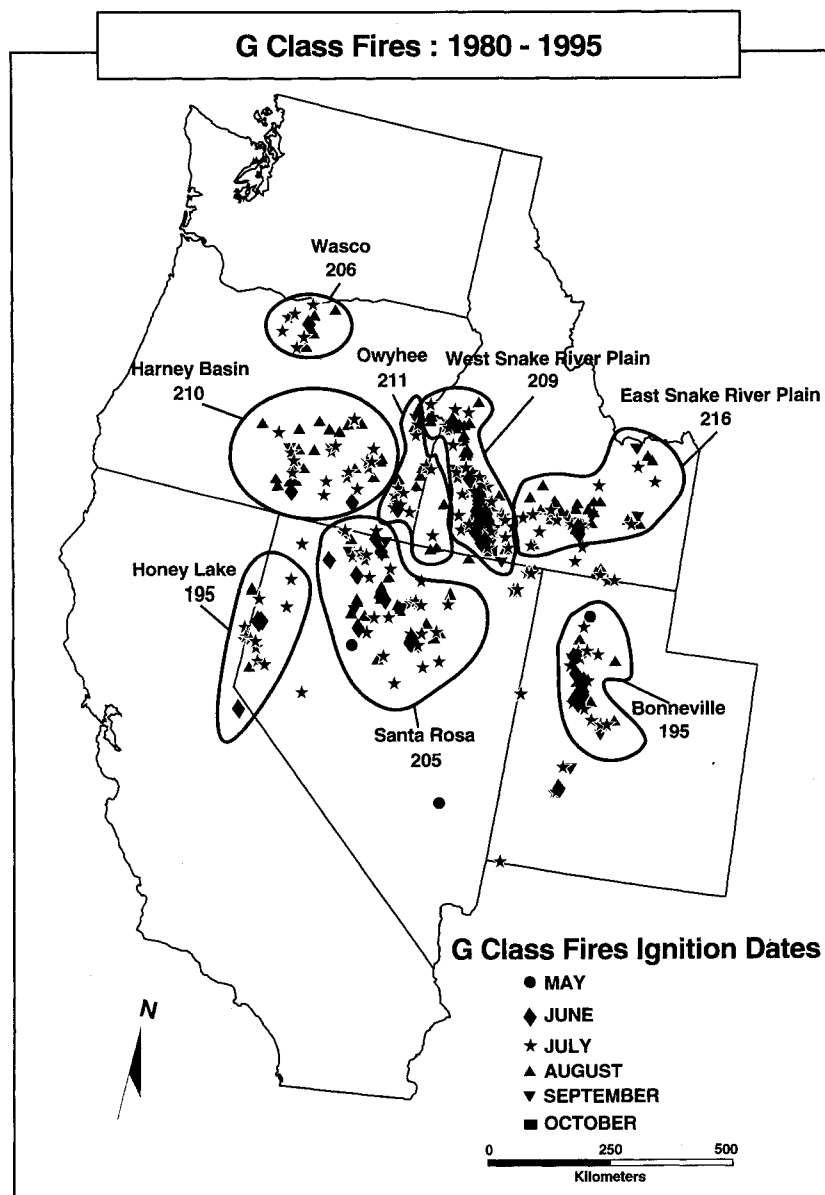 G Class Fires : 1980 - 1995
Wasco
206
Harney Basin
210
Owyhee
211
West Snake River Plain
209
East Snake River Plain
216
Honey Lake
195
Santa Rosa
205
Bonneville
195
G Class Fires Ignition Dates
MAY
JUNE
JULY
AUGUST
SEPTEMBER
OCTOBER
N
0 250 500
Kilometers